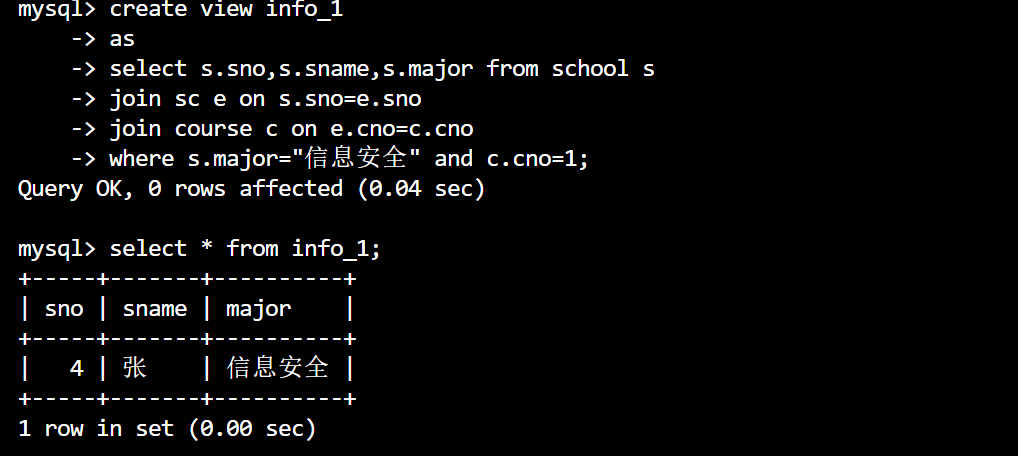 mysql> create view info_1
    -> as
    -> select s.sno,s.sname,s.major from school s
    -> join sc e on s.sno=e.sno
    -> join course c on e.cno=c.cno
    -> where s.major="信息安全" and c.cno=1;
Query OK, 0 rows affected (0.04 sec)

mysql> select * from info_1;
+-----+-------+----------+
| sno | sname | major    |
+-----+-------+----------+
|   4 | 张    | 信息安全 |
+-----+-------+----------+
1 row in set (0.00 sec)